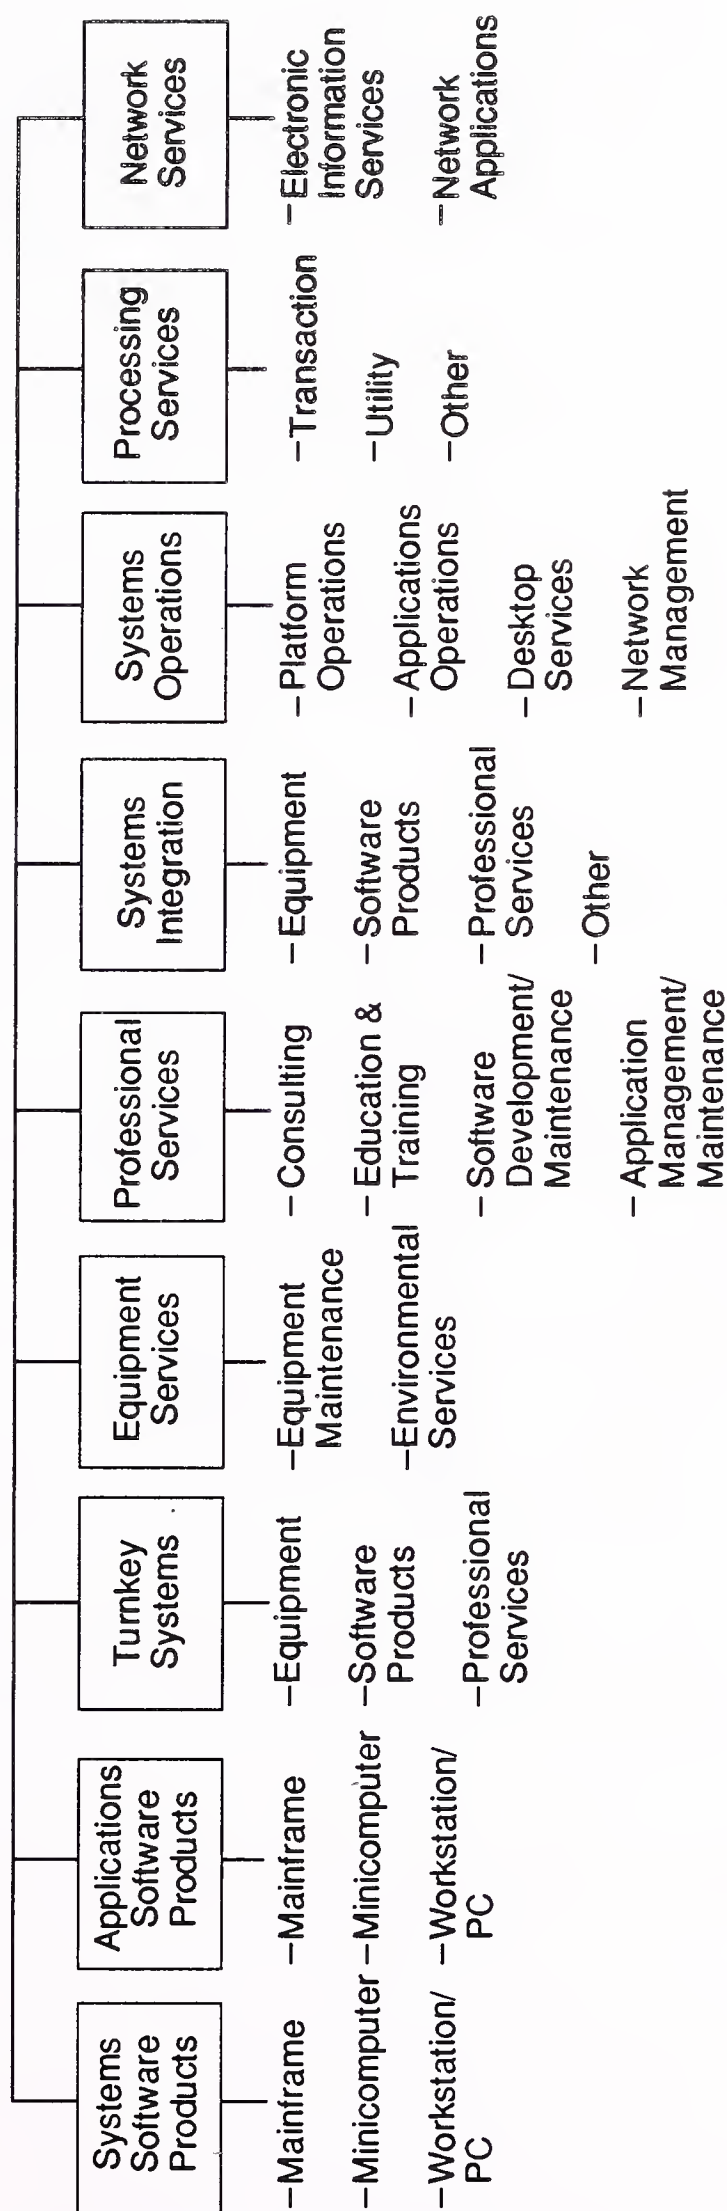 Systems
Software
Products
–Mainframe
–Minicomputer
–Workstation/
PC
Applications
Software
Products
–Mainframe
–Minicomputer
–Workstation/
PC
Turnkey
Systems
–Equipment
–Software
Products
–Professional
Services
Equipment
Services
–Equipment
Maintenance
–Environmental
Services
Professional
Services
– Consulting
– Education &
Training
– Software
Development/
Maintenance
– Application
Management/
Maintenance
Systems
Integration
–Equipment
–Software
Products
–Professional
Services
–Other
Systems
Operations
–Platform
Operations
–Applications
Operations
–Desktop
Services
–Network
Management
Processing
Services
–Transaction
–Utility
–Other
Network
Services
–Electronic
Information
Services
–Network
Applications